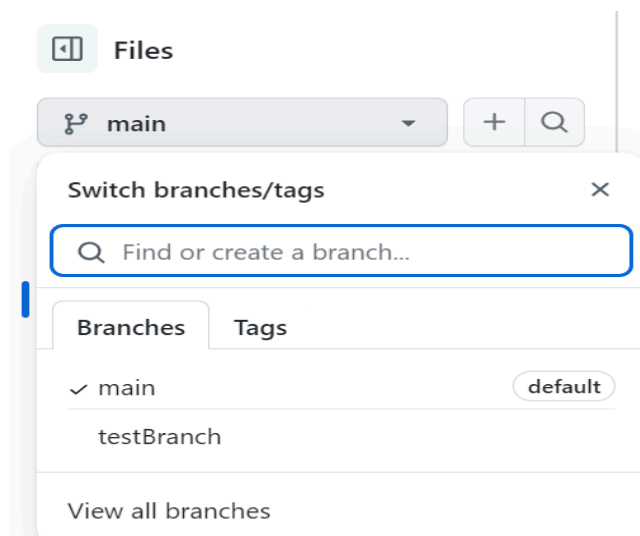 Files
main
Switch branches/tags
Find or create a branch...
Branches Tags
main default
testBranch
View all branches